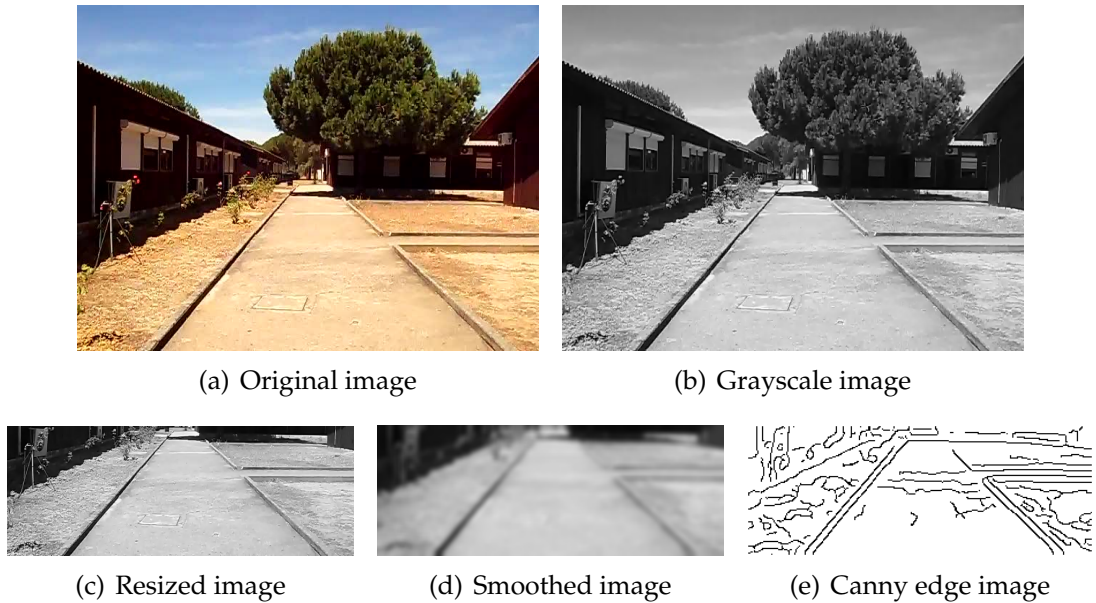 (a) Original image
(b) Grayscale image
(c) Resized image
(d) Smoothed image
(e) Canny edge image